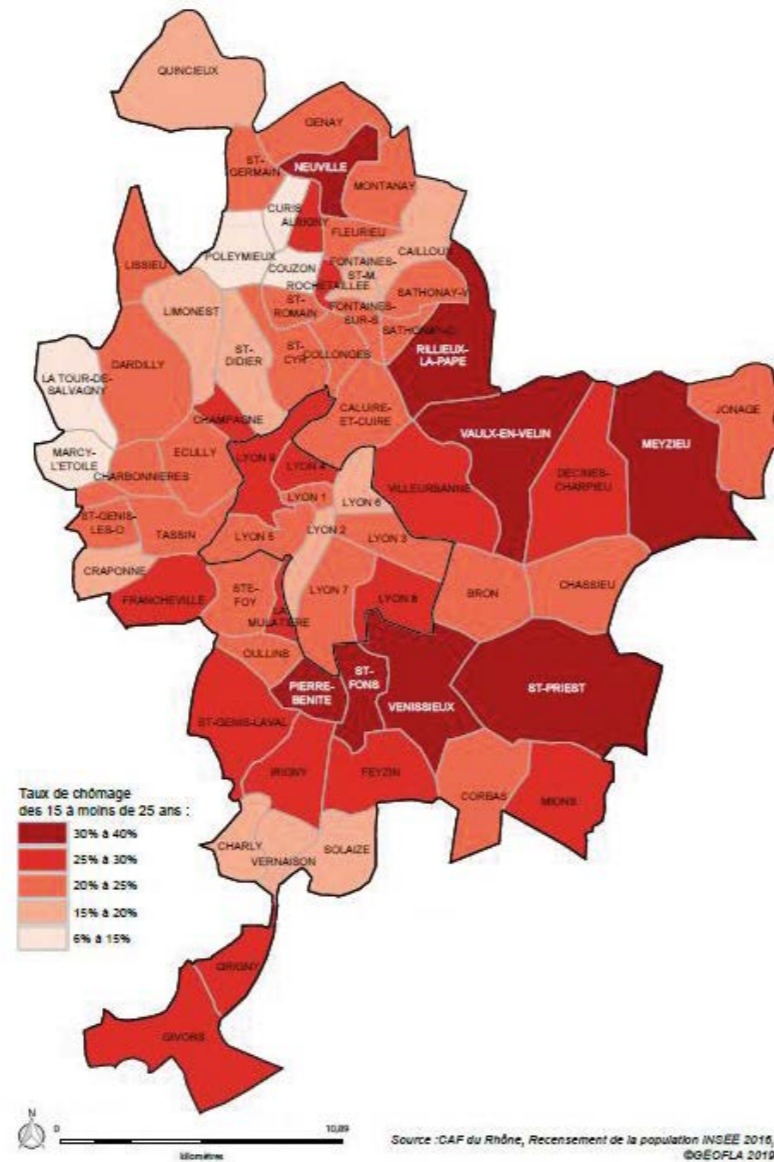 QUINCIEUX
GENAY
ST-
GERMAIN
NEUVILLE
MONTANAY
CURIS
ALBIGNY
FLEURIEU
POLEYMIEUX
COUZON
CAILLOUX
LISSIEU
FONTAINES-
ST-M.
ROCHETAILLEE
SATHONAY-V
LIMONEST
ST-
ROMAIN
FONTAINES-
SUR-S
SATHONAY-C
ST-
DIDIER
ST-
CYR
COLLONGES
RILLIEUX-
LA-PAPE
DARDILLY
LA TOUR-DE-
SALVAGNY
CHAMPAGNE
CALUIRE-
ET-CUIRE
VAULX-EN-VELIN
MEYZIEU
JONAGE
MARCY-
L'ETOILE
ECULLY
CHARBONNIERES
LYON 9
LYON 4
VILLEURBANNE
DECINES-
CHARPIEU
LYON 1
LYON 6
ST-GENIS-
LES-O.
TASSIN
LYON 5
LYON 2
LYON 3
CRAPONNE
FRANCHEVILLE
STE-
FOY
LA
MULATIERE
LYON 7
LYON 8
BRON
CHASSIEU
OULLINS
PIERRE-
BENITE
ST-
FONS
VENISSIEUX
ST-PRIEST
ST-GENIS-LAVAL
IRIGNY
FEYZIN
CORBAS
MIONS
CHARLY
VERNAISON
SOLAIZE
Taux de chômage
des 15 à moins de 25 ans :
30% à 40%
25% à 30%
20% à 25%
15% à 20%
6% à 15%
GRIGNY
GIVORS
N
0
10,89
kilomètres
Source :CAF du Rhône, Recensement de la population INSEE 2016,
©GEOFLA 2019